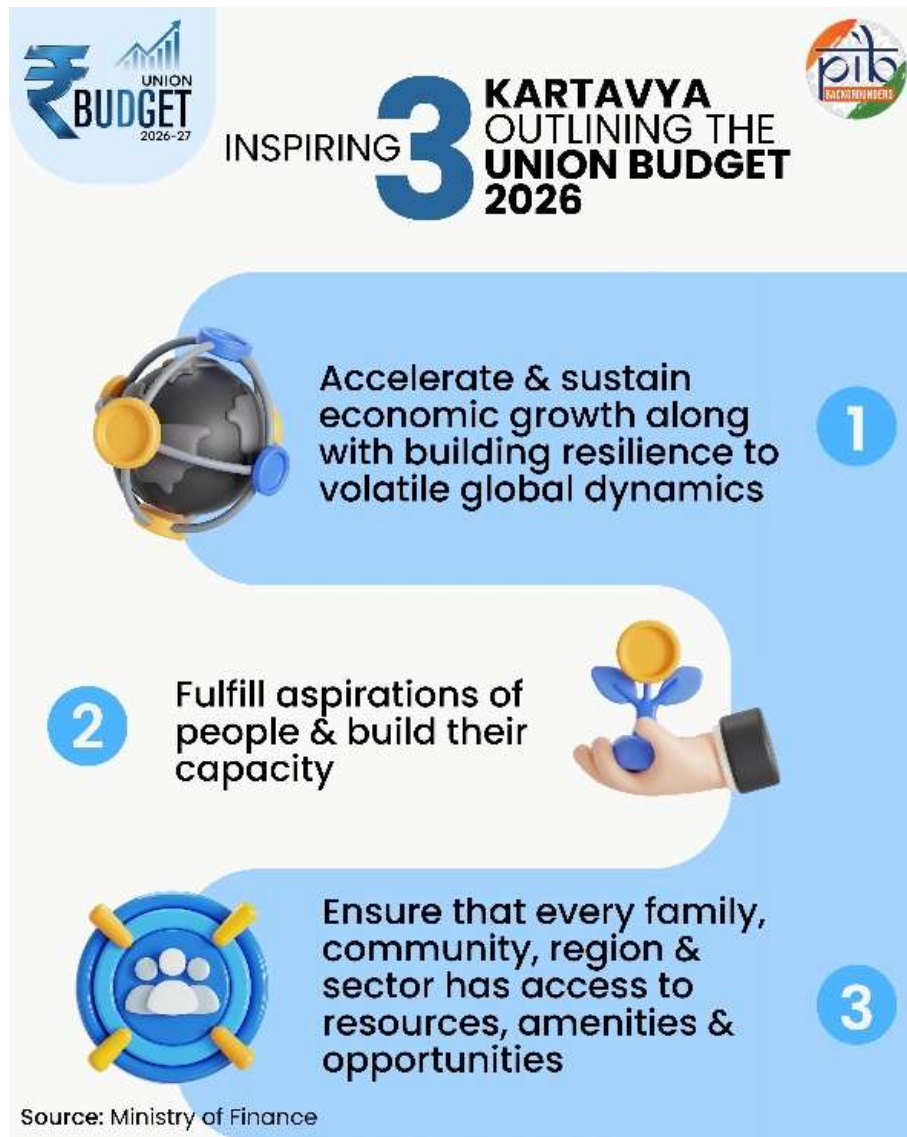 UNION
BUDGET
2026-27
pib
BACKGROUNDERS
INSPIRING 3 KARTAVYA
OUTLINING THE
UNION BUDGET
2026
Accelerate & sustain
economic growth along
with building resilience to
volatile global dynamics
1
2
Fulfill aspirations of
people & build their
capacity
Ensure that every family,
community, region &
sector has access to
resources, amenities &
opportunities
3
Source: Ministry of Finance